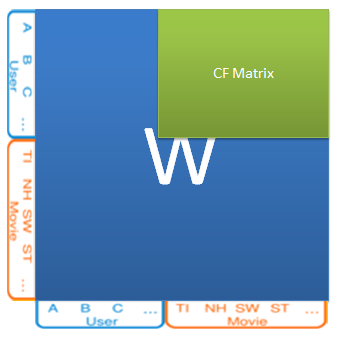 A B C ...
User
TI NH SW ST ...
Movie
CF Matrix
W
A B C ...
User
TI NH SW ST ...
Movie